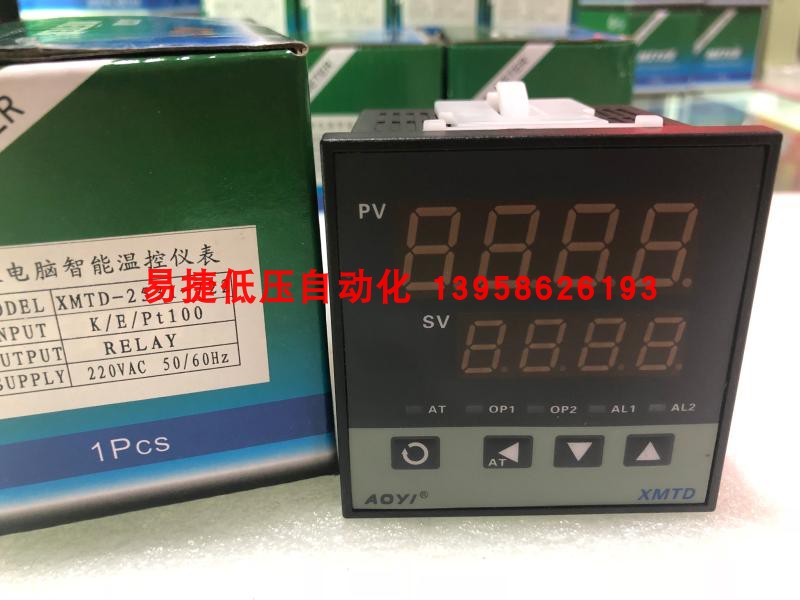 电脑智能温控仪表
MODEL XMTD-2
INPUT K/E/Pt100
OUTPUT RELAY
SUPPLY 220VAC 50/60Hz
1Pcs
易捷低压自动化 13958626193
PV
SV
AT OP1 OP2 AL1 AL2
AT
AOYI® XMTD